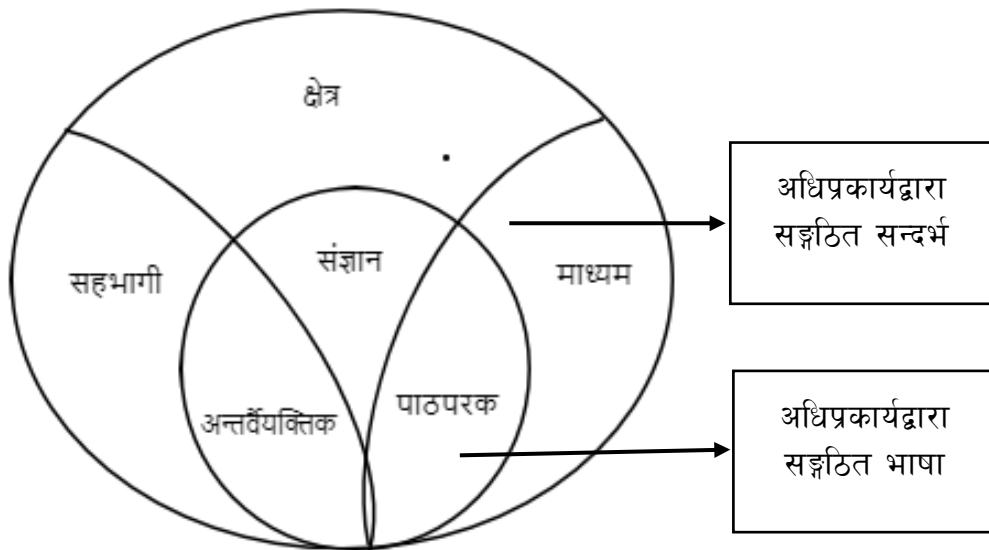 क्षेत्र
अधिप्रकार्यद्वारा
सङ्गठित सन्दर्भ
संज्ञान
सहभागी
माध्यम
पाठपरक
अन्तर्वैयक्तिक
अधिप्रकार्यद्वारा
सङ्गठित भाषा